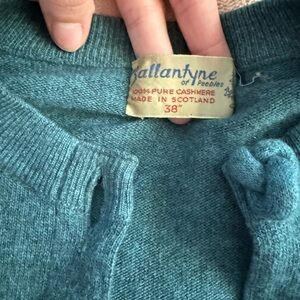 Ballantyne
of Peebles
100% PURE CASHMERE
MADE IN SCOTLAND
38"